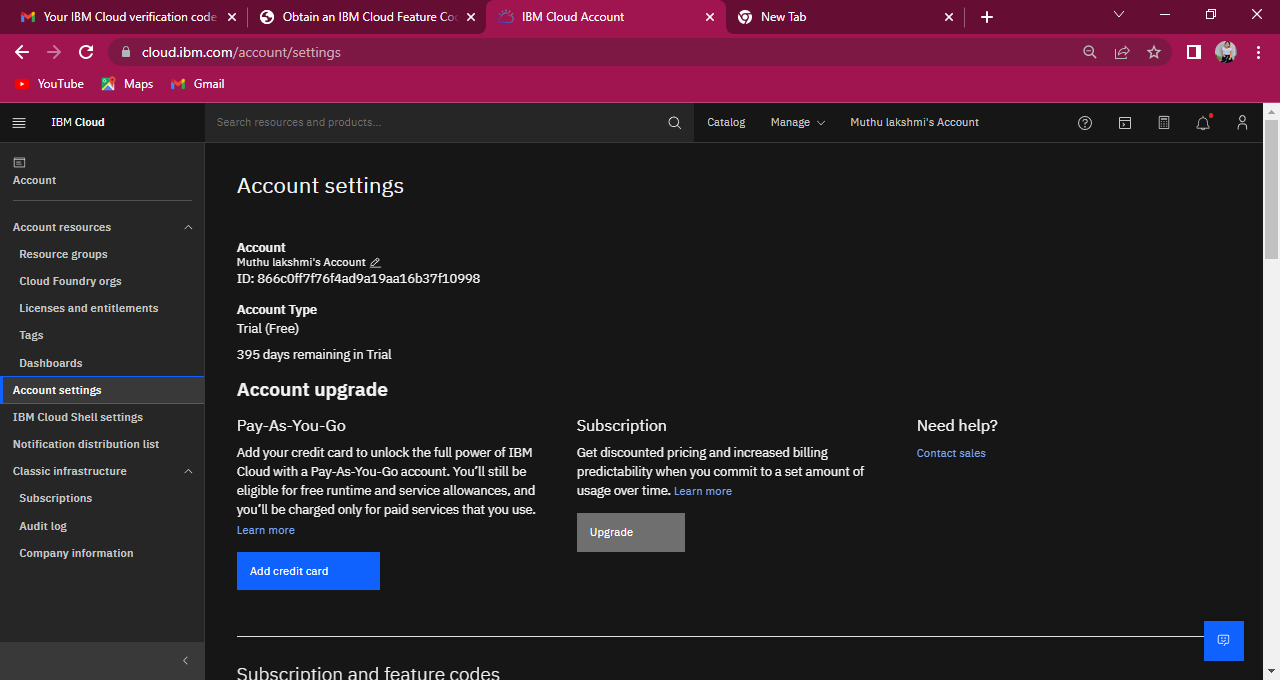 Your IBM Cloud verification code
Obtain an IBM Cloud Feature Co
IBM Cloud Account
New Tab
cloud.ibm.com/account/settings
YouTube
Maps
Gmail
IBM Cloud
Search resources and products...
Catalog
Manage
Muthu lakshmi's Account
Account
Account resources
Resource groups
Cloud Foundry orgs
Licenses and entitlements
Tags
Dashboards
Account settings
IBM Cloud Shell settings
Notification distribution list
Classic infrastructure
Subscriptions
Audit log
Company information
Account settings
Account
Muthu lakshmi's Account
ID: 866c0ff7f76f4ad9a19aa16b37f10998
Account Type
Trial (Free)
395 days remaining in Trial
Account upgrade
Pay-As-You-Go
Add your credit card to unlock the full power of IBM
Cloud with a Pay-As-You-Go account. You’ll still be
eligible for free runtime and service allowances, and
you’ll be charged only for paid services that you use.
Learn more
Add credit card
Subscription
Get discounted pricing and increased billing
predictability when you commit to a set amount of
usage over time. Learn more
Upgrade
Need help?
Contact sales
Subscription and feature codes